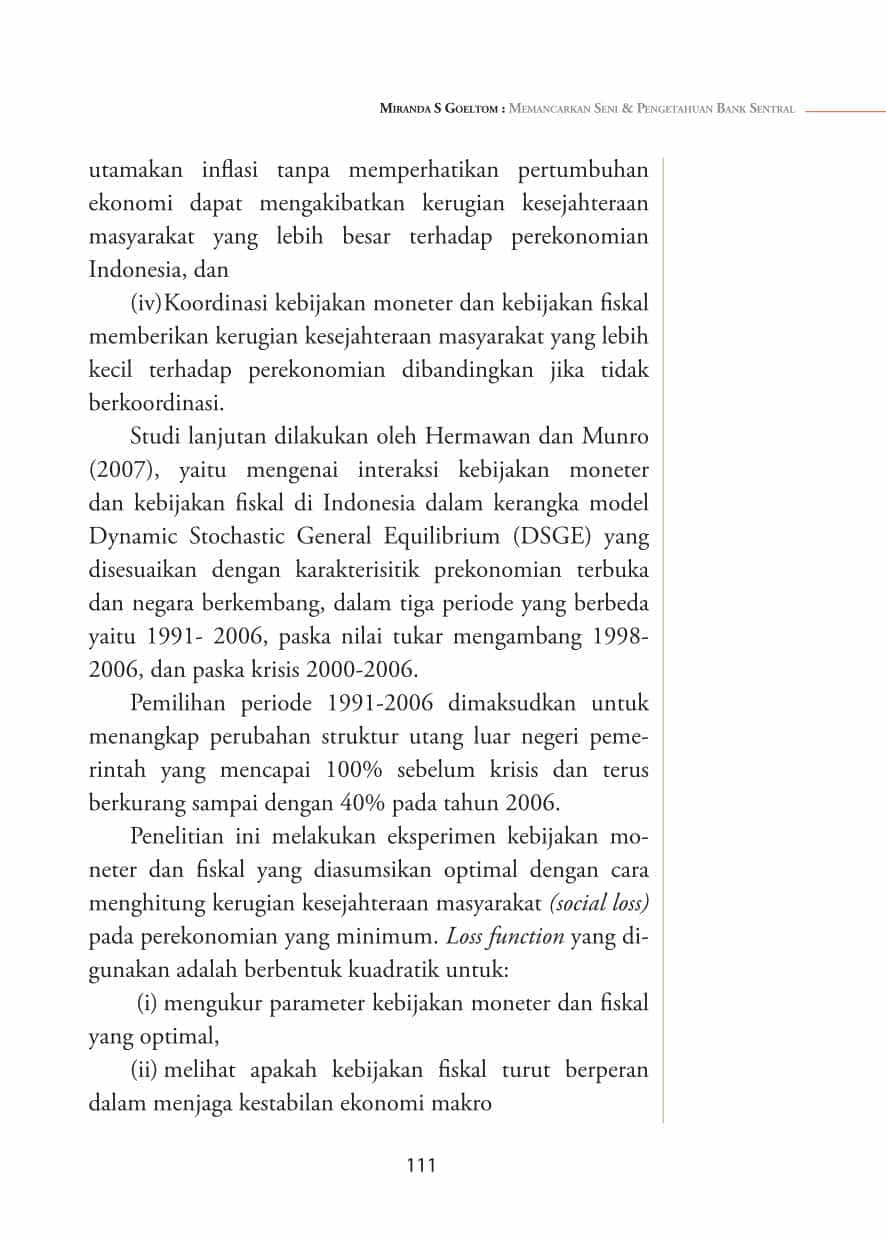 Miranda S Goeltom : Memancarkan Seni & Pengetahuan Bank Sentral
utamakan inflasi tanpa memperhatikan pertumbuhan
ekonomi dapat mengakibatkan kerugian kesejahteraan
masyarakat yang lebih besar terhadap perekonomian
Indonesia, dan
(iv)Koordinasi kebijakan moneter dan kebijakan fiskal
memberikan kerugian kesejahteraan masyarakat yang lebih
kecil terhadap perekonomian dibandingkan jika tidak
berkoordinasi.
Studi lanjutan dilakukan oleh Hermawan dan Munro
(2007), yaitu mengenai interaksi kebijakan moneter
dan kebijakan fiskal di Indonesia dalam kerangka model
Dynamic Stochastic General Equilibrium (DSGE) yang
disesuaikan dengan karakterisitik prekonomian terbuka
dan negara berkembang, dalam tiga periode yang berbeda
yaitu 1991- 2006, paska nilai tukar mengambang 1998-
2006, dan paska krisis 2000-2006.
Pemilihan periode 1991-2006 dimaksudkan untuk
menangkap perubahan struktur utang luar negeri peme-
rintah yang mencapai 100% sebelum krisis dan terus
berkurang sampai dengan 40% pada tahun 2006.
Penelitian ini melakukan eksperimen kebijakan mo-
neter dan fiskal yang diasumsikan optimal dengan cara
menghitung kerugian kesejahteraan masyarakat (social loss)
pada perekonomian yang minimum. Loss function yang di-
gunakan adalah berbentuk kuadratik untuk:
(i) mengukur parameter kebijakan moneter dan fiskal
yang optimal,
(ii) melihat apakah kebijakan fiskal turut berperan
dalam menjaga kestabilan ekonomi makro
111